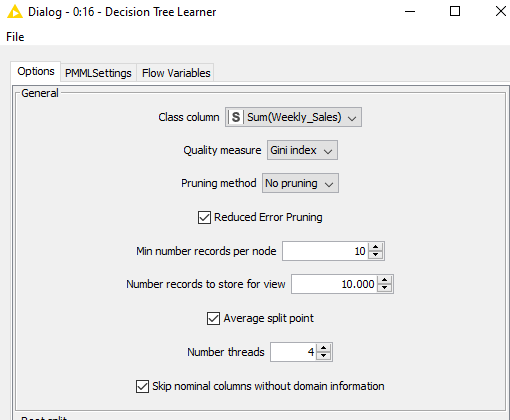 Dialog - 0:16 - Decision Tree Learner
File
Options PMMLSettings Flow Variables
General
Class column S Sum(Weekly_Sales)
Quality measure Gini index
Pruning method No pruning
Reduced Error Pruning
Min number records per node 10
Number records to store for view 10.000
Average split point
Number threads 4
Skip nominal columns without domain information